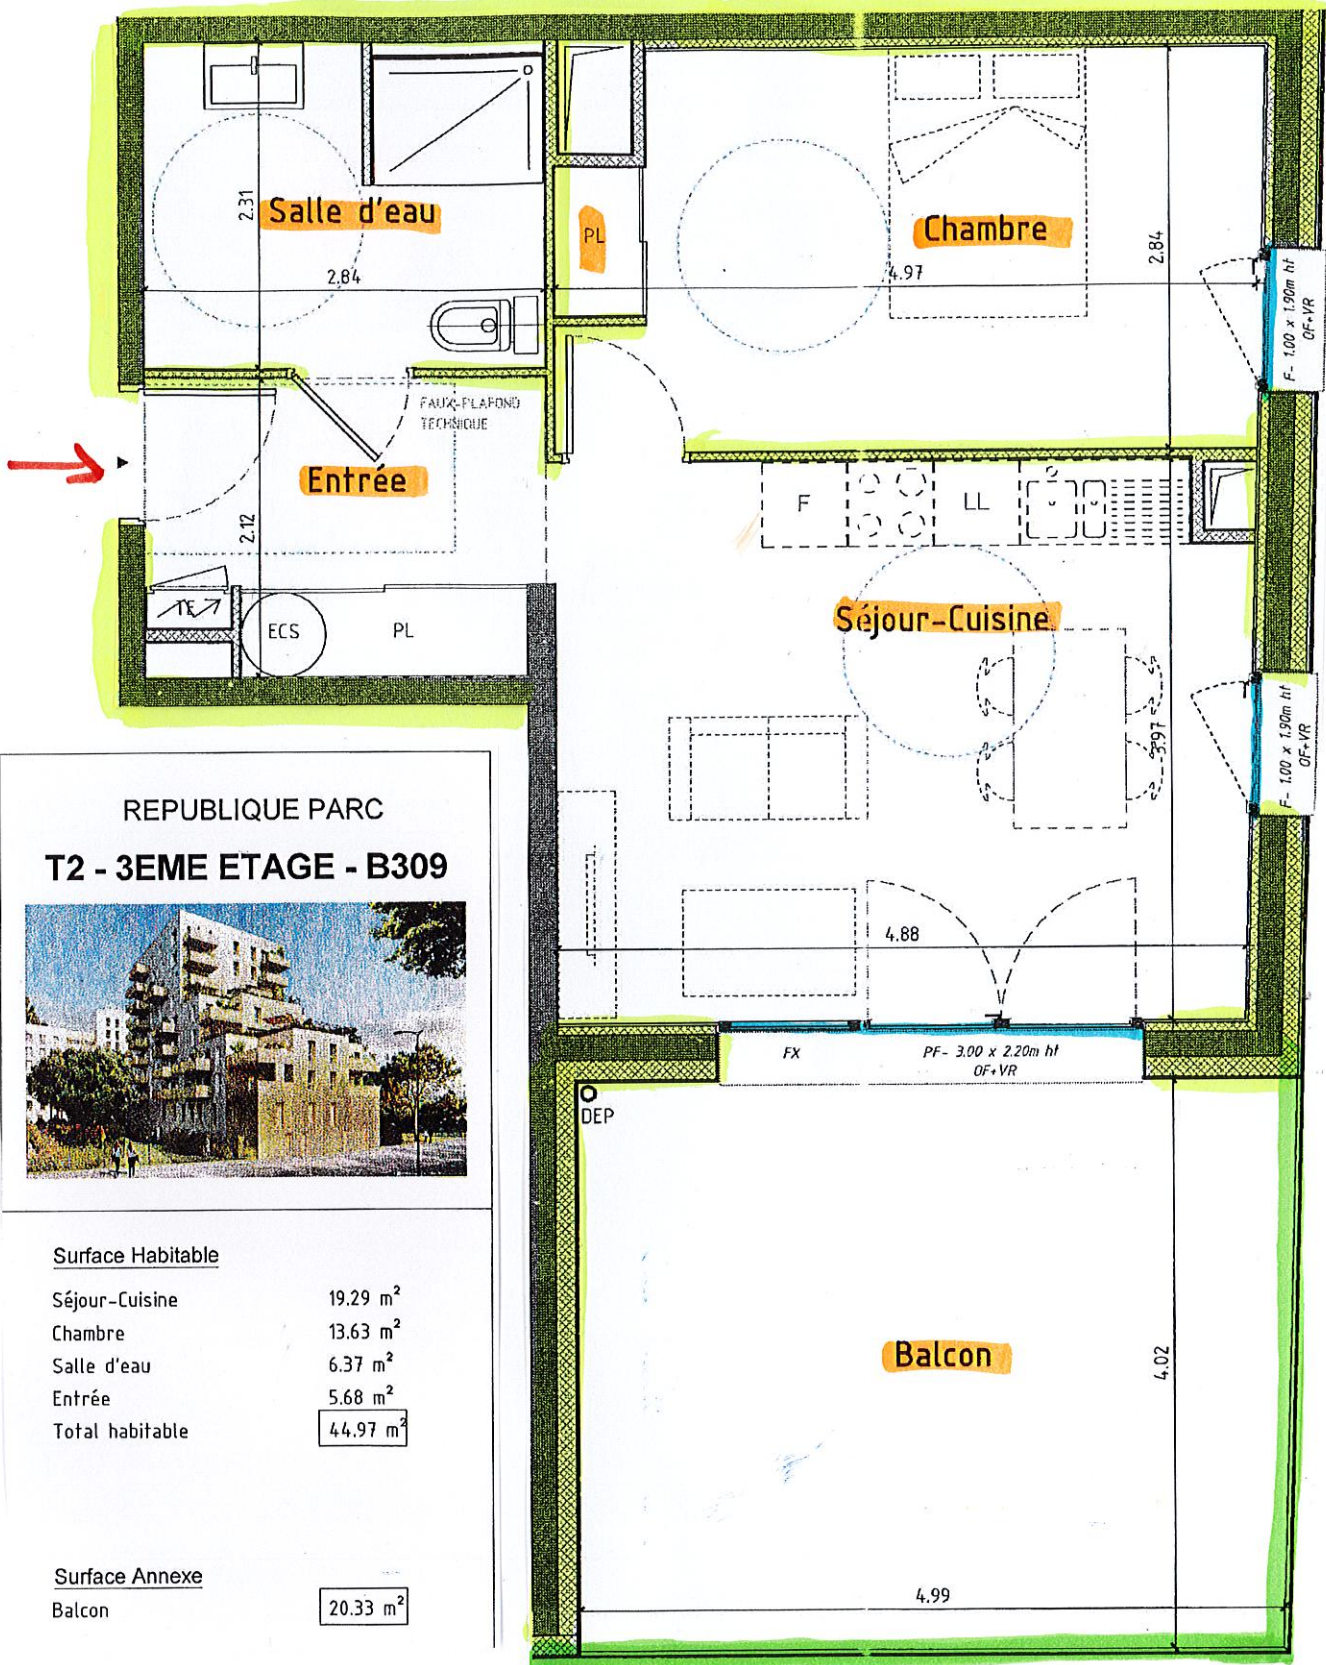 Salle d'eau
2.31
2.84
PL
Chambre
2.84
4.97
F- 1.00 x 1.90m ht
OF+VR
FAUX-PLAFOND
TECHNIQUE
Entrée
2.12
F
LL
TE
ECS
PL
Séjour-Cuisine
3.97
F- 1.00 x 1.90m ht
OF+VR
4.88
FX
PF- 3.00 x 2.20m ht
OF+VR
DEP
Balcon
4.02
4.99
REPUBLIQUE PARC
T2 - 3EME ETAGE - B309
Surface Habitable
Séjour-Cuisine 19.29 m²
Chambre 13.63 m²
Salle d'eau 6.37 m²
Entrée 5.68 m²
Total habitable 44.97 m²
Surface Annexe
Balcon 20.33 m²